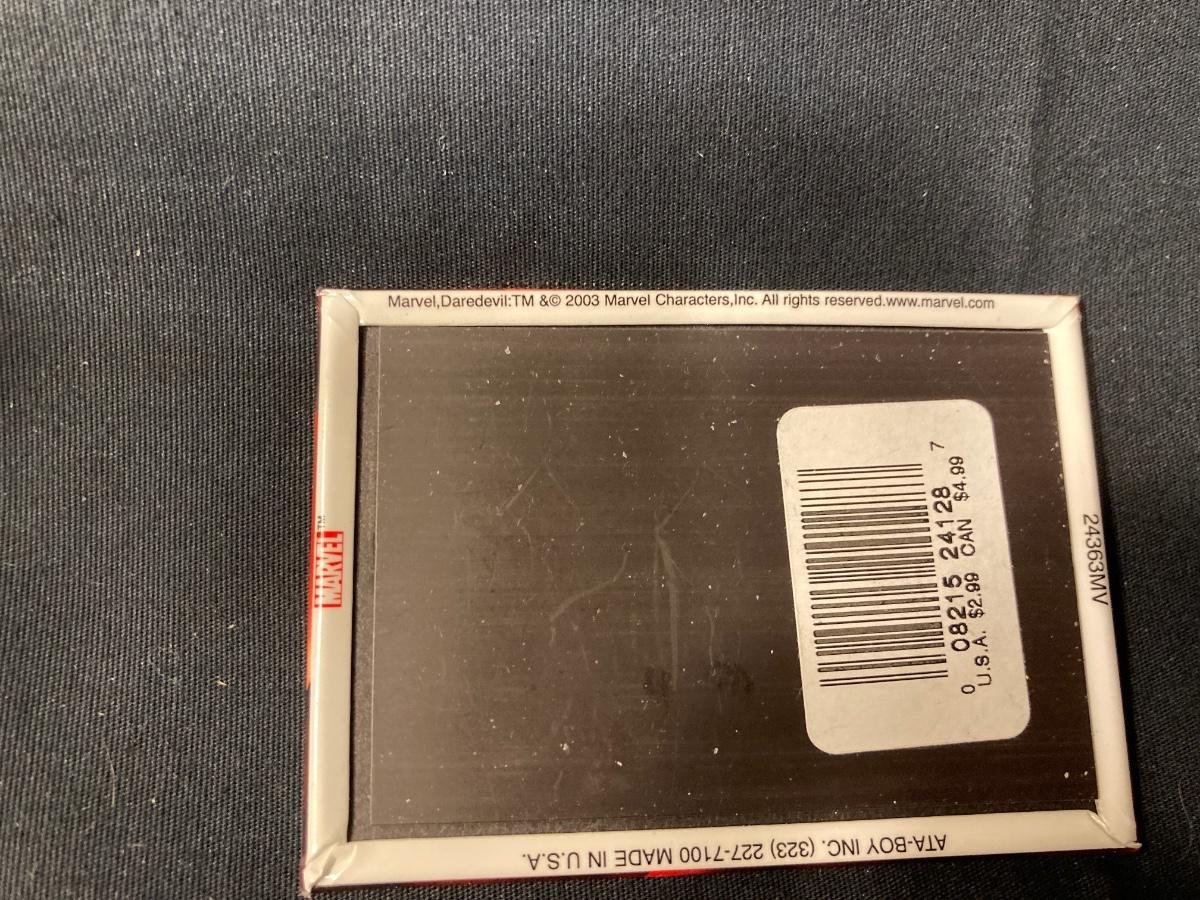 Marvel,Daredevil:TM &© 2003 Marvel Characters,Inc. All rights reserved.www.marvel.com
MARVEL™
0 08215 24128 7
U.S.A. $2.99 CAN $4.99
24363MV
ATA-BOY INC. (323) 227-7100 MADE IN U.S.A.